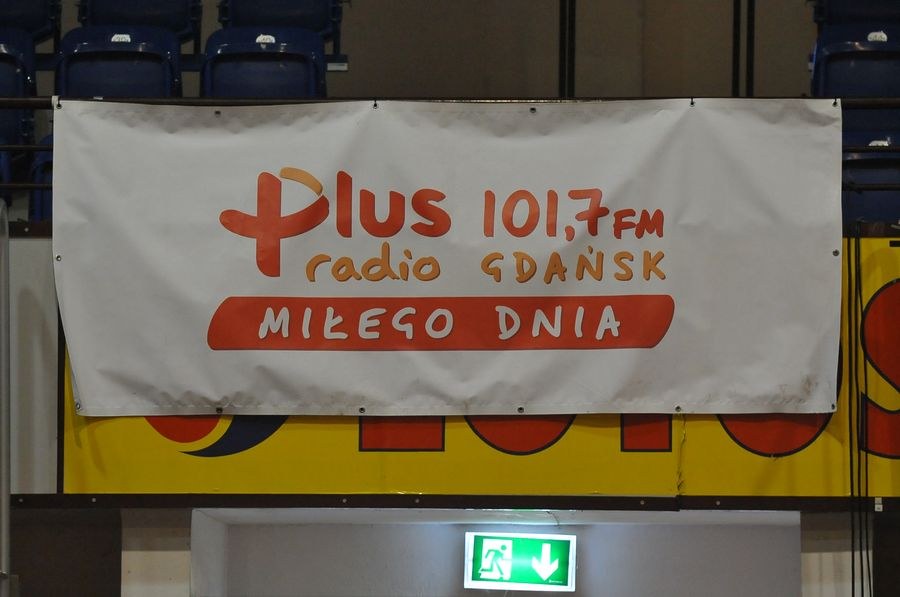 plus 101,7 FM
radio GDAŃSK
MIŁEGO DNIA